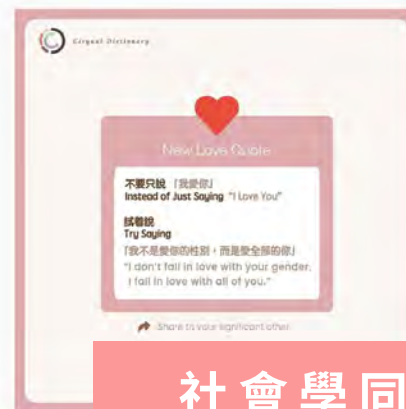 Cirqual Dictionary
New Love Quote
不要只說 「我愛你」
Instead of Just Saying "I Love You"
試着說
Try Saying
「我不是愛你的性別，而是愛全部的你」
"I don't fall in love with your gender,
I fall in love with all of you."
Share to your significant other
社會學同